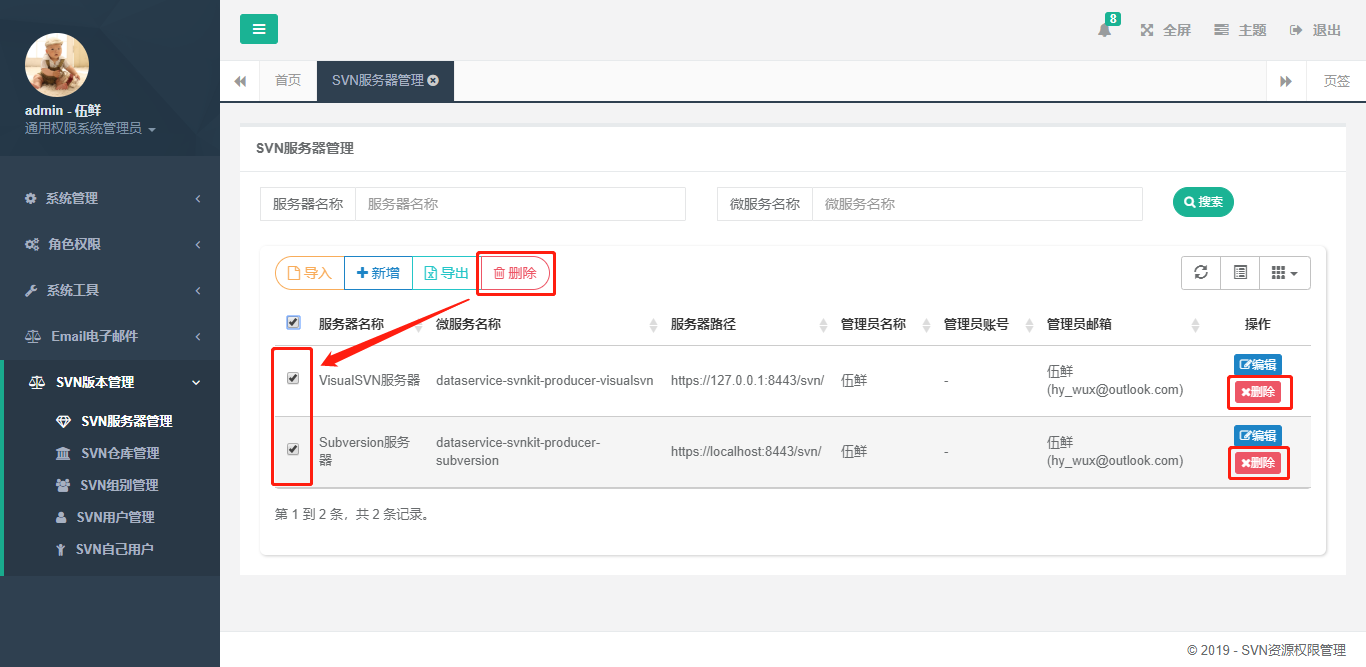 8
全屏
主题
退出
admin - 伍鲜
通用权限系统管理员
首页
SVN服务器管理
页签
系统管理
角色权限
系统工具
Email电子邮件
SVN版本管理
SVN服务器管理
SVN仓库管理
SVN组别管理
SVN用户管理
SVN自己用户
SVN服务器管理
服务器名称 服务器名称 微服务名称 微服务名称 搜索
导入 新增 导出 删除
服务器名称 微服务名称 服务器路径 管理员名称 管理员账号 管理员邮箱 操作
VisualSVN服务器 dataservice-svnkit-producer-visualsvn https://127.0.0.1:8443/svn/ 伍鲜 - 伍鲜
(hy_wux@outlook.com)
编辑
删除
Subversion服务
器
dataservice-svnkit-producer-
subversion
https://localhost:8443/svn/ 伍鲜 - 伍鲜
(hy_wux@outlook.com)
编辑
删除
第 1 到 2 条，共 2 条记录。
© 2019 - SVN资源权限管理